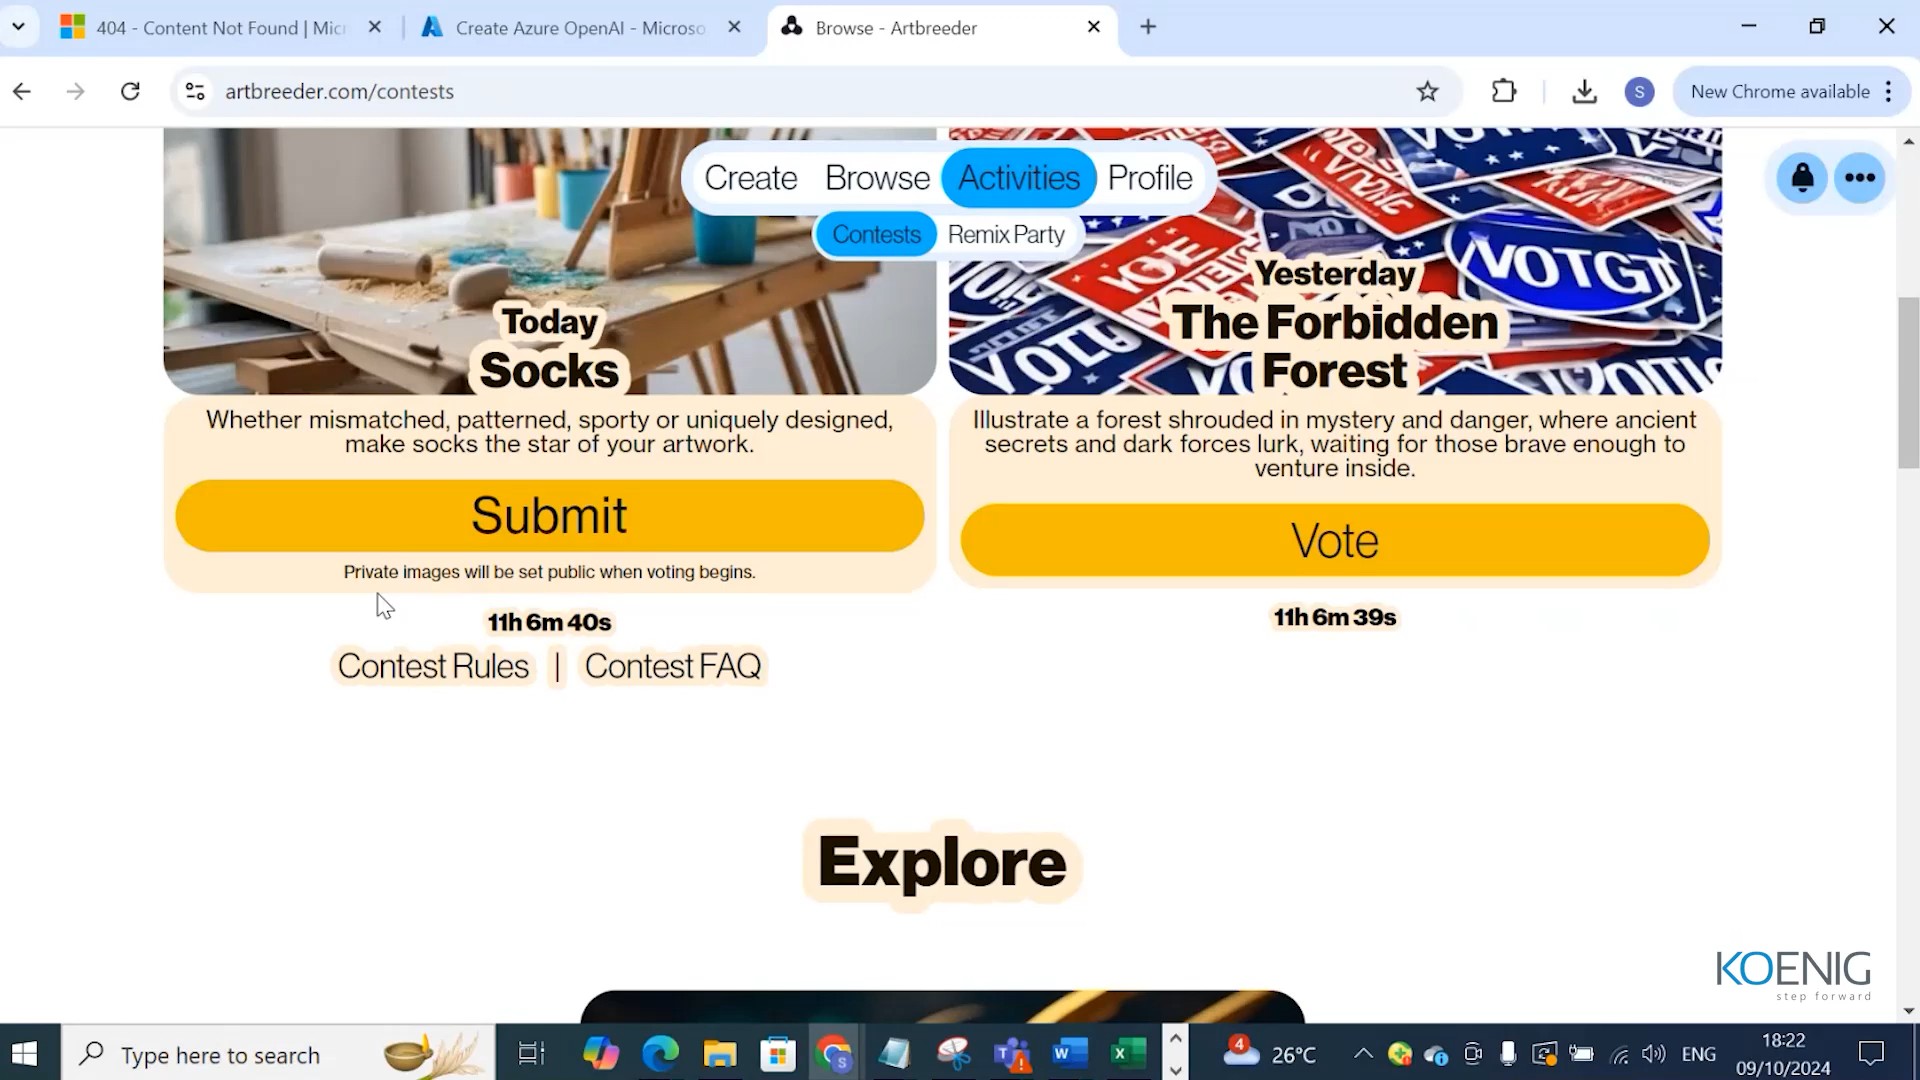 404 - Content Not Found | Micr
Create Azure OpenAI - Microso
Browse - Artbreeder
artbreeder.com/contests
S
New Chrome available
Create
Browse
Activities
Profile
Contests
Remix Party
VOTGT
Today
Socks
Whether mismatched, patterned, sporty or uniquely designed,
make socks the star of your artwork.
Submit
Private images will be set public when voting begins.
11h 6m 40s
Contest Rules | Contest FAQ
Yesterday
The Forbidden
Forest
Illustrate a forest shrouded in mystery and danger, where ancient
secrets and dark forces lurk, waiting for those brave enough to
venture inside.
Vote
11h 6m 39s
Explore
KOENIG
step forward
Type here to search
4
26°C
ENG
18:22
09/10/2024